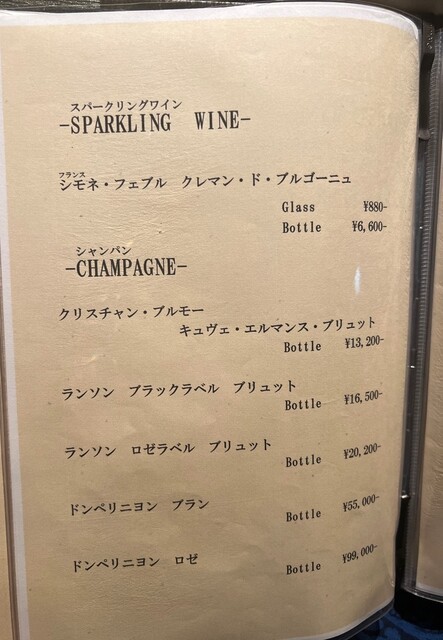 スパークリングワイン
-SPARKLING WINE-
フランス
シモネ・フェブル クレマン・ド・ブルゴーニュ
Glass ¥880-
Bottle ¥6,600-
シャンパン
-CHAMPAGNE-
クリスチャン・ブルモー
キュヴェ・エルマンス・ブリュット
Bottle ¥13,200-
ランソン ブラックラベル ブリュット
Bottle ¥16,500-
ランソン ロゼラベル ブリュット
Bottle ¥20,200-
ドンペリニヨン ブラン
Bottle ¥55,000-
ドンペリニヨン ロゼ
Bottle ¥99,000-